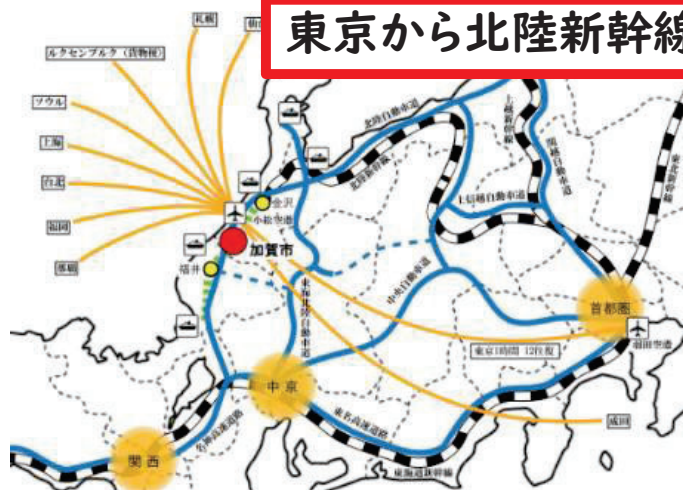 東京から北陸新幹線
札幌
仙台
ルクセンブルク（貨物便）
ソウル
上海
台北
福岡
那覇
北陸自動車道
北陸新幹線
上越新幹線
関越自動車道
東北新幹線
上信越自動車道
金沢
小松空港
加賀市
福井
東海北陸自動車道
中央自動車道
首都圏
羽田空港
東京1時間 12往復
中京
東名高速道路
成田
名神高速道路
関西
東海道新幹線